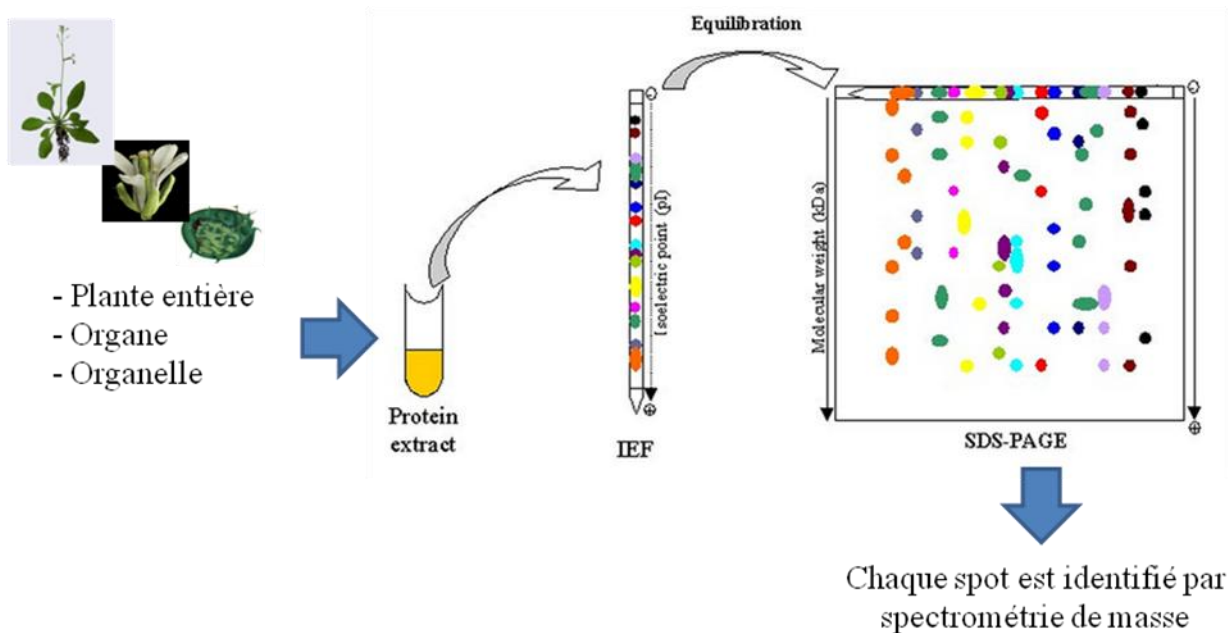 Equilibration
- Plante entière
- Organe
- Organelle
Protein
extract
Isoelectric point (pI)
IEF
Molecular weight (kDa)
SDS-PAGE
Chaque spot est identifié par
spectrométrie de masse